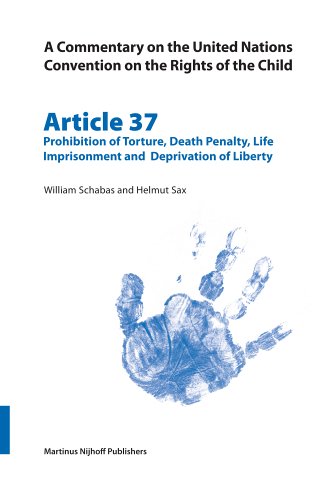 A Commentary on the United Nations
Convention on the Rights of the Child
Article 37
Prohibition of Torture, Death Penalty, Life
Imprisonment and Deprivation of Liberty
William Schabas and Helmut Sax
Martinus Nijhoff Publishers